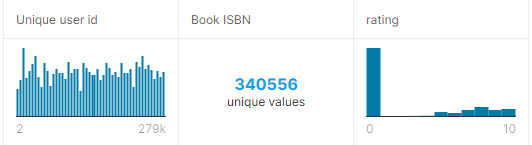 Unique user id
Book ISBN
rating
340556
unique values
2
279k
0
10